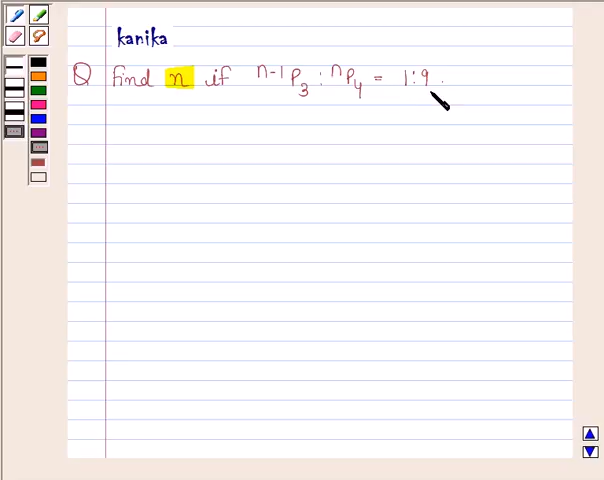 kanika
Q find n if ⁿ⁻¹P₃ : ⁿP₄ = 1:9.